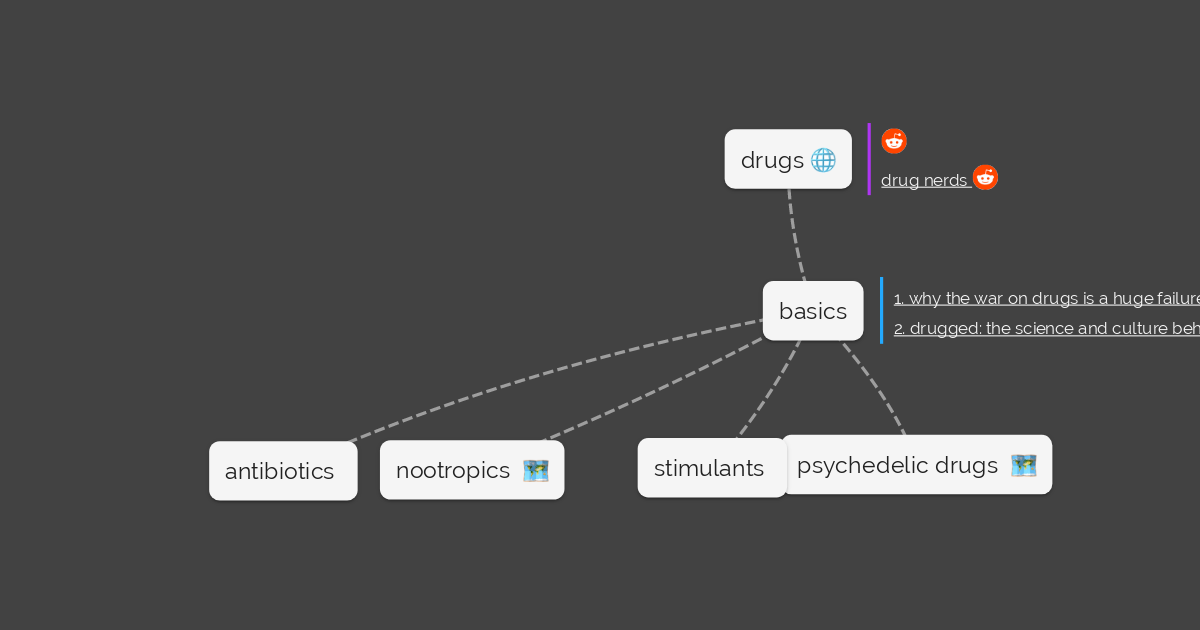 drugs
drug nerds
basics
1. why the war on drugs is a huge failure
2. drugged: the science and culture beh
antibiotics
nootropics
stimulants
psychedelic drugs